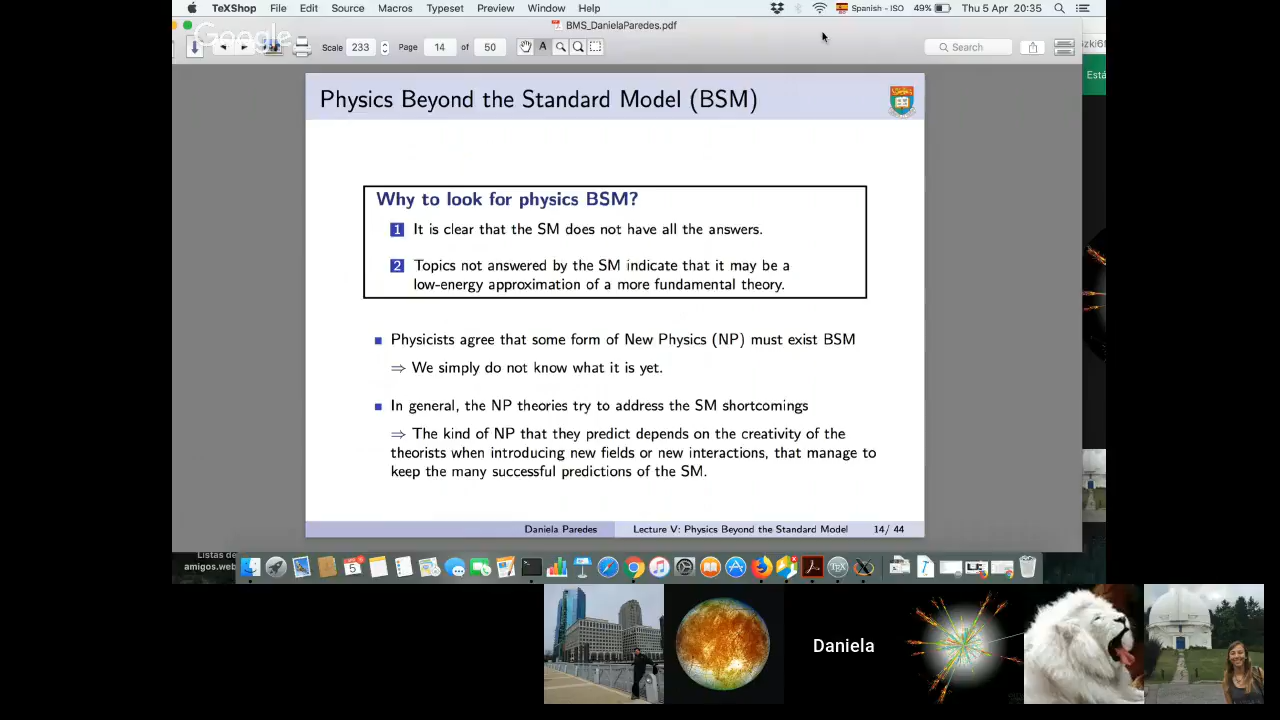 TeXShop File Edit Source Macros Typeset Preview Window Help Spanish - ISO 49% Thu 5 Apr 20:35
BMS_DanielaParedes.pdf
Google
Scale 233 Page 14 of 50 Search
Está
Physics Beyond the Standard Model (BSM)
Why to look for physics BSM?
1 It is clear that the SM does not have all the answers.
2 Topics not answered by the SM indicate that it may be a
low-energy approximation of a more fundamental theory.
Physicists agree that some form of New Physics (NP) must exist BSM
⇒ We simply do not know what it is yet.
In general, the NP theories try to address the SM shortcomings
⇒ The kind of NP that they predict depends on the creativity of the
theorists when introducing new fields or new interactions, that manage to
keep the many successful predictions of the SM.
Daniela Paredes Lecture V: Physics Beyond the Standard Model 14/ 44
Listas de
amigos.web
Daniela